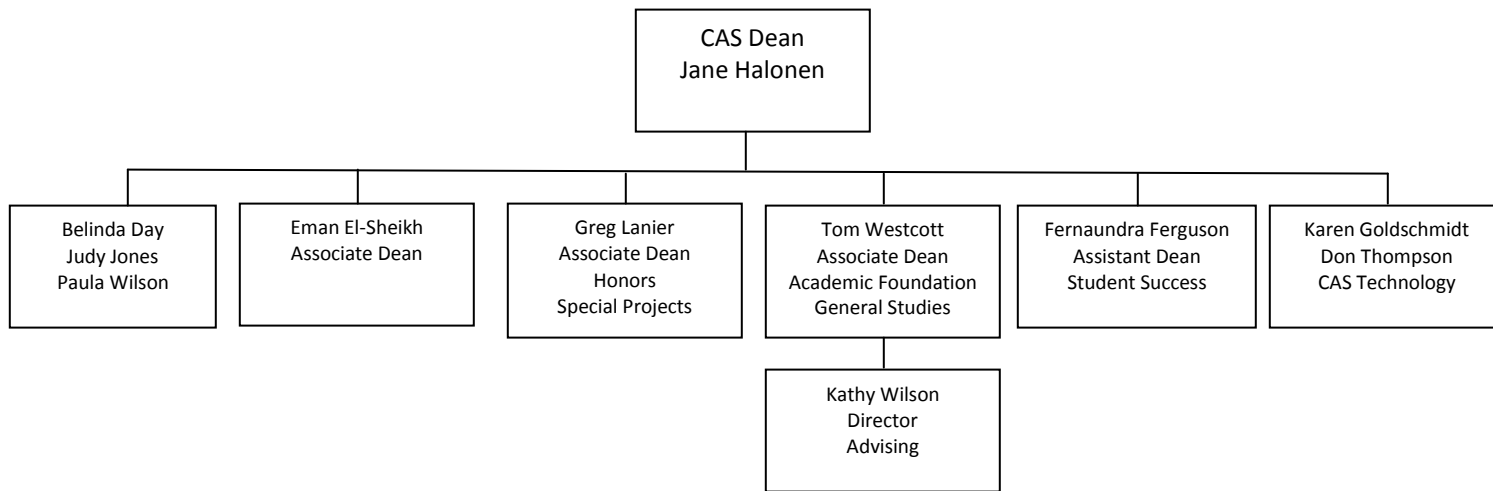 CAS Dean
Jane Halonen
Belinda Day
Judy Jones
Paula Wilson
Eman El-Sheikh
Associate Dean
Greg Lanier
Associate Dean
Honors
Special Projects
Tom Westcott
Associate Dean
Academic Foundation
General Studies
Fernaundra Ferguson
Assistant Dean
Student Success
Karen Goldschmidt
Don Thompson
CAS Technology
Kathy Wilson
Director
Advising